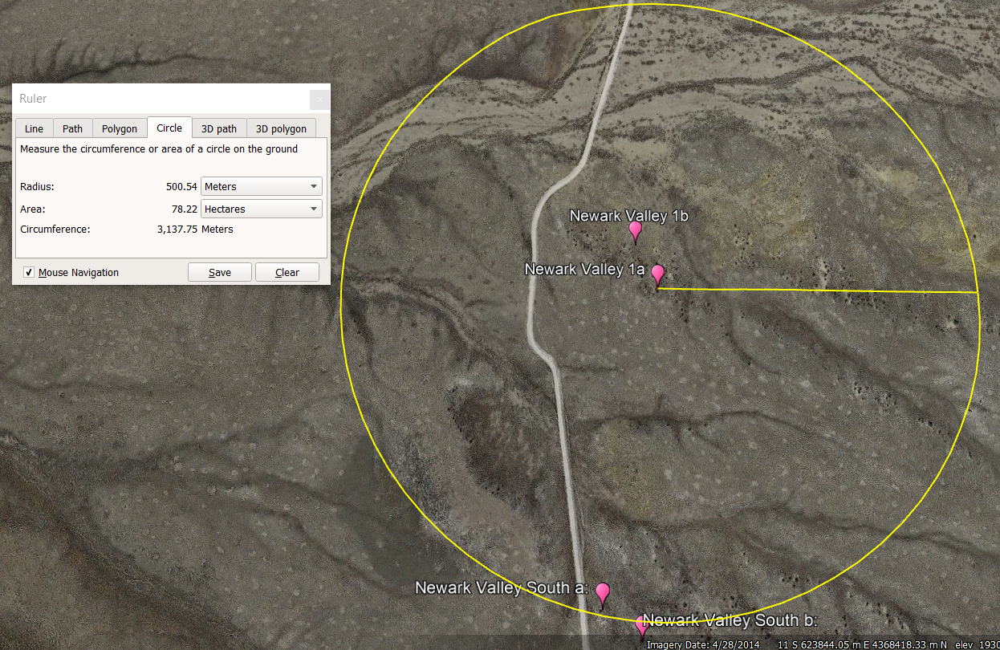 Ruler
Line Path Polygon Circle 3D path 3D polygon
Measure the circumference or area of a circle on the ground
Radius: 500.54 Meters
Area: 78.22 Hectares
Circumference: 3,137.75 Meters
Mouse Navigation Save Clear
Newark Valley 1b
Newark Valley 1a
Newark Valley South a:
Newark Valley South b:
Imagery Date: 4/28/2014 11 S 623844.05 m E 4368418.33 m N elev